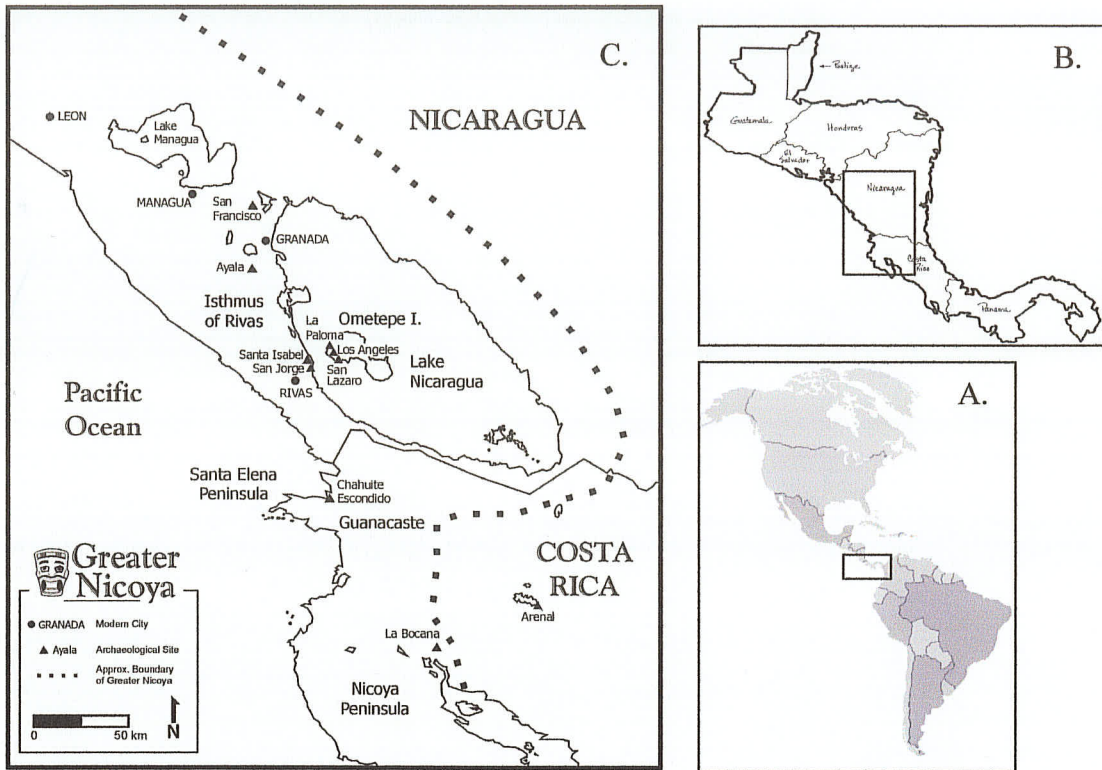 C.
NICARAGUA
LEON
Lake
Managua
MANAGUA
San
Francisco
GRANADA
Ayala
Isthmus
of Rivas
La
Paloma
Ometepe I.
Los Angeles
Santa Isabel
San Jorge
San
Lazaro
RIVAS
Lake
Nicaragua
Pacific
Ocean
Santa Elena
Peninsula
Chahuite
Escondido
Guanacaste
COSTA
RICA
Arenal
La Bocana
Nicoya
Peninsula
Greater
Nicoya
GRANADA Modern City
Ayala Archaeological Site
Approx. Boundary
of Greater Nicoya
0 50 km
N
B.
Belize
Guatemala
Honduras
El
Salvador
Nicaragua
Costa
Rica
Panama
A.